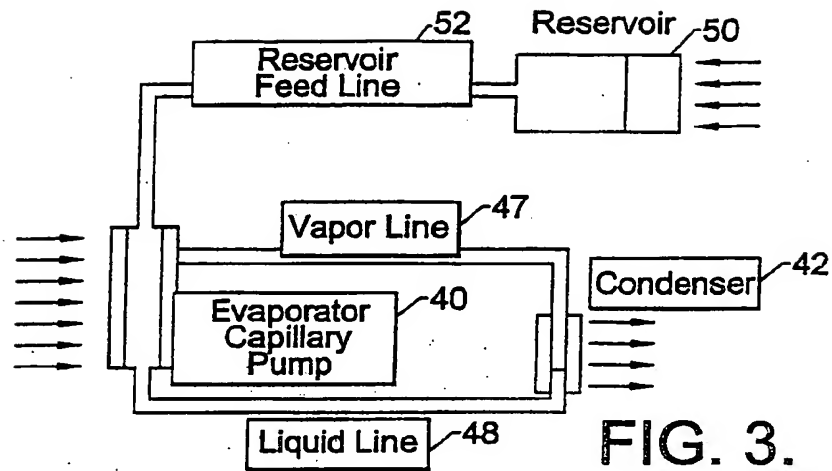 52
Reservoir
50
Reservoir
Feed Line
Vapor Line
47
Condenser
42
Evaporator
Capillary
Pump
40
Liquid Line
48
FIG. 3.